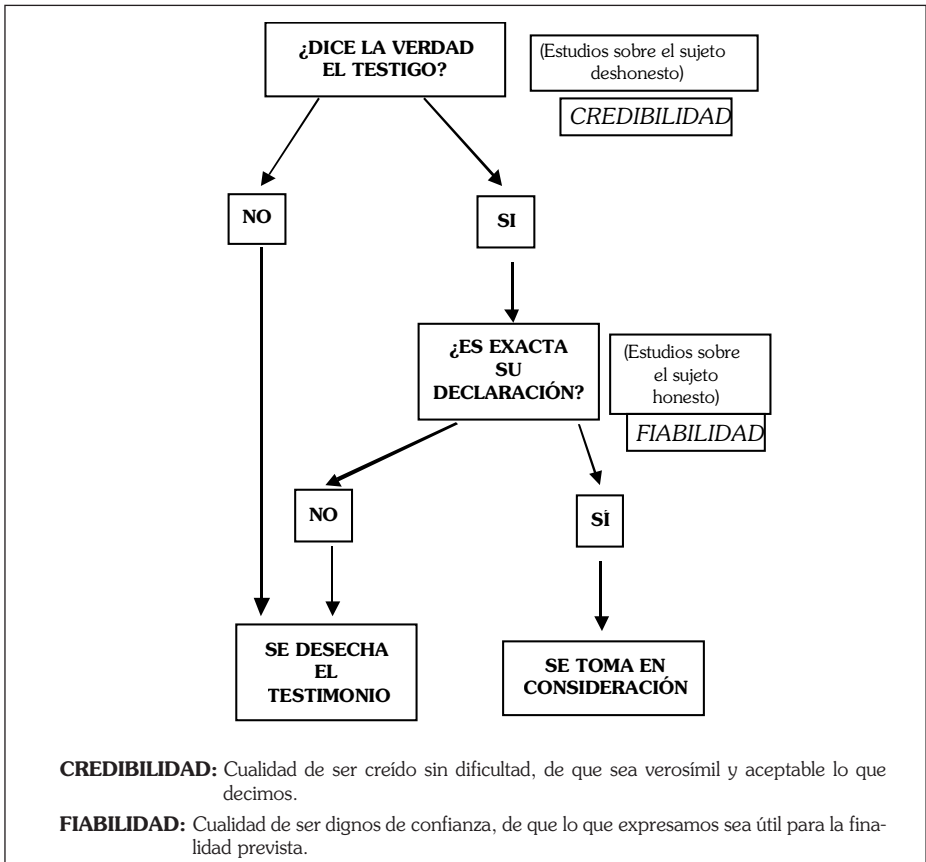 ¿DICE LA VERDAD
EL TESTIGO?
(Estudios sobre el sujeto
deshonesto)
CREDIBILIDAD
NO
SI
¿ES EXACTA
SU
DECLARACIÓN?
(Estudios sobre
el sujeto
honesto)
FIABILIDAD
NO
SÍ
SE DESECHA
EL
TESTIMONIO
SE TOMA EN
CONSIDERACIÓN
CREDIBILIDAD: Cualidad de ser creído sin dificultad, de que sea verosímil y aceptable lo que
decimos.
FIABILIDAD: Cualidad de ser dignos de confianza, de que lo que expresamos sea útil para la fina-
lidad prevista.